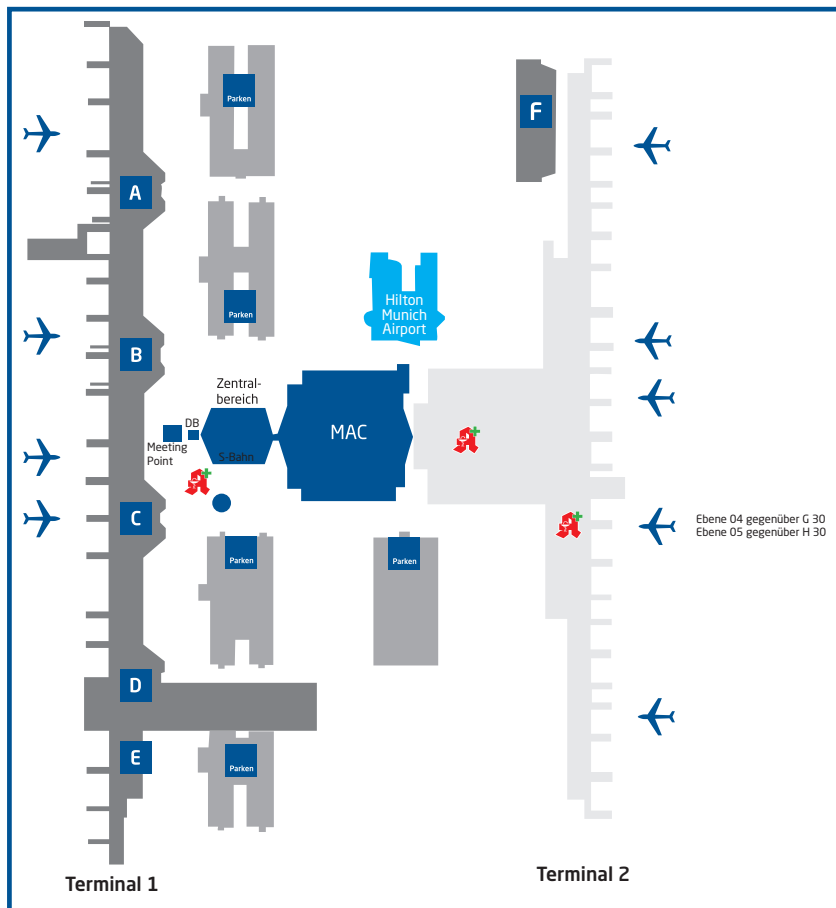 Parken
F
A
Parken
Hilton
Munich
Airport
B
Zentral-
bereich
DB
MAC
Meeting
Point
S-Bahn
C
Ebene 04 gegenüber G 30
Ebene 05 gegenüber H 30
Parken
Parken
D
E
Parken
Terminal 1
Terminal 2